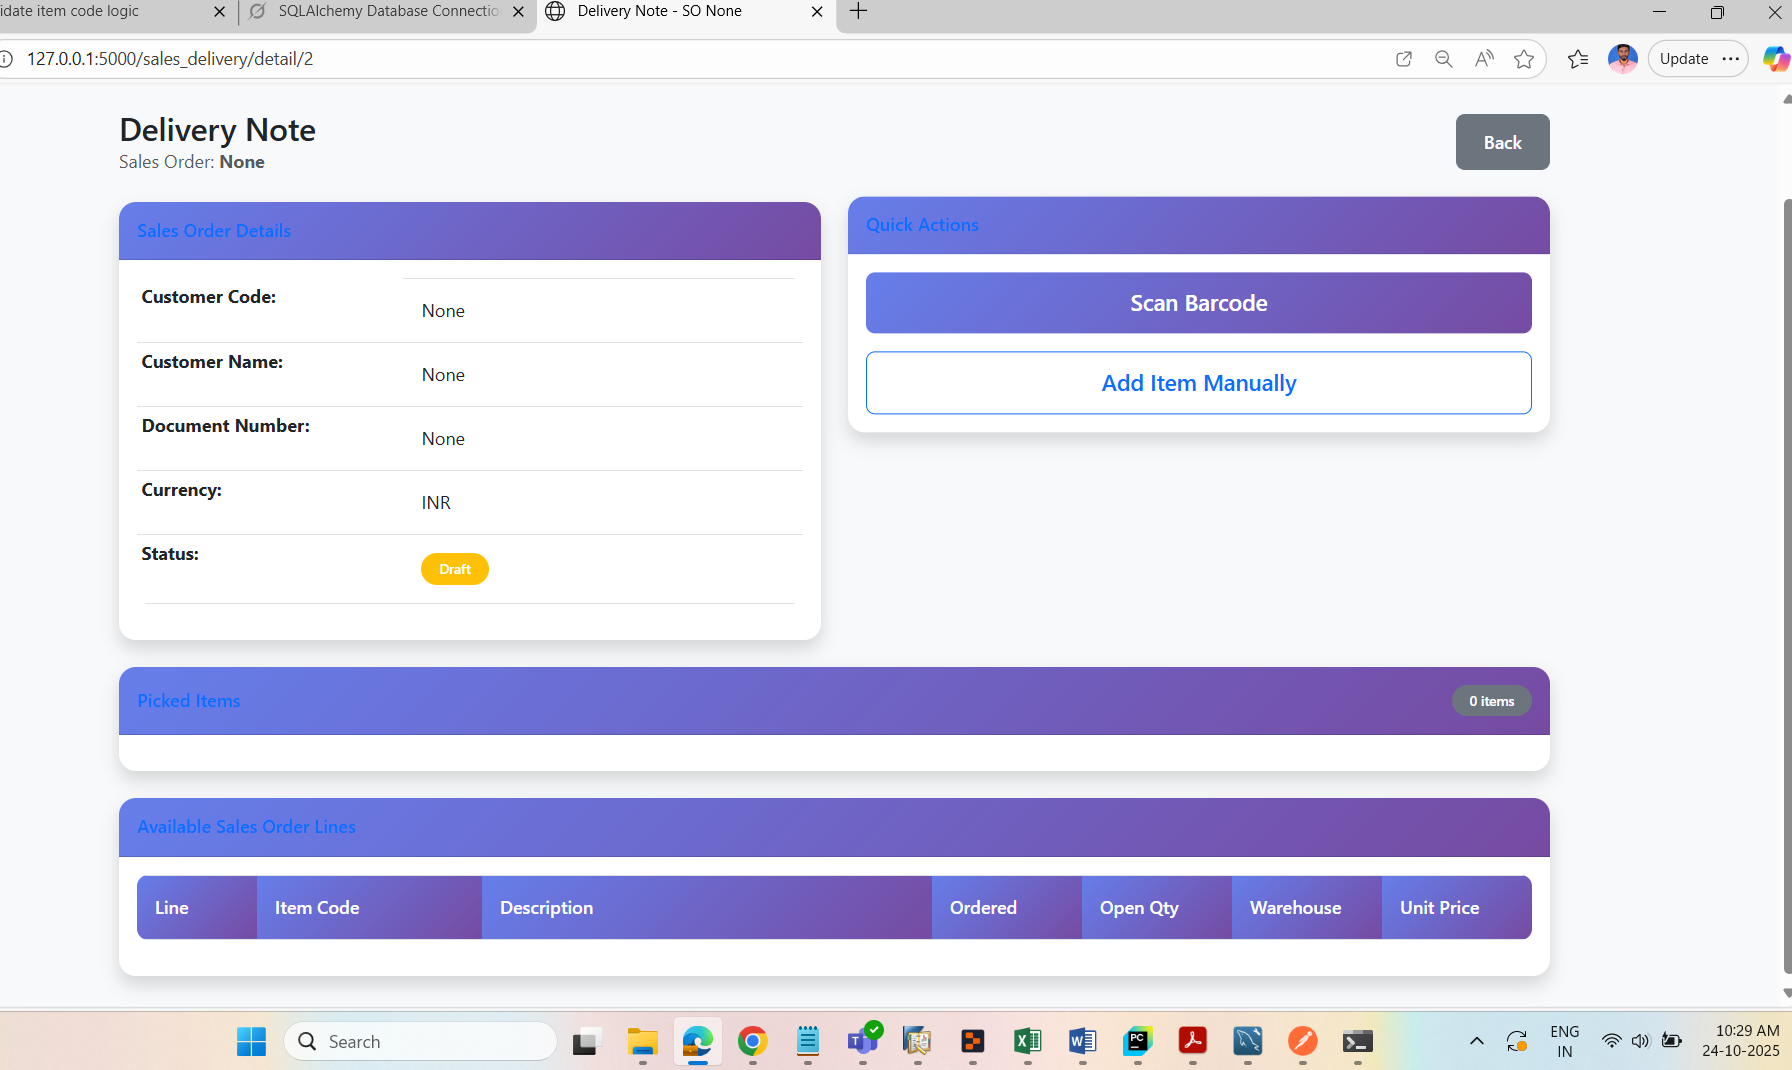 idate item code logic
SQLAlchemy Database Connectio
Delivery Note - SO None
127.0.0.1:5000/sales_delivery/detail/2
Update
Delivery Note
Sales Order: None
Back
Sales Order Details
Customer Code:
None
Customer Name:
None
Document Number:
None
Currency:
INR
Status:
Draft
Quick Actions
Scan Barcode
Add Item Manually
Picked Items
0 items
Available Sales Order Lines
Line Item Code Description Ordered Open Qty Warehouse Unit Price
Search
ENG
IN
10:29 AM
24-10-2025